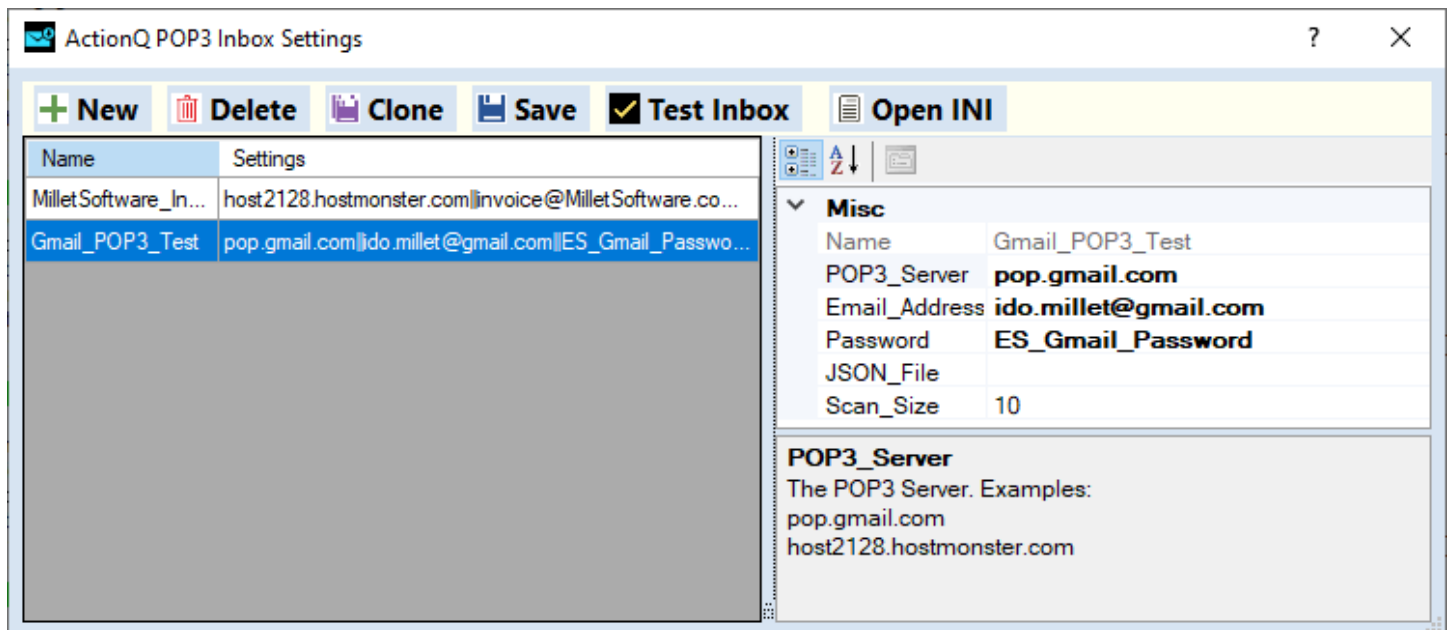 ActionQ POP3 Inbox Settings ?
New Delete Clone Save Test Inbox Open INI
Name Settings
MilletSoftware_In... host2128.hostmonster.com||invoice@MilletSoftware.co...
Gmail_POP3_Test pop.gmail.com||ido.millet@gmail.com||ES_Gmail_Passwo...
A
Z
Misc
Name Gmail_POP3_Test
POP3_Server pop.gmail.com
Email_Address ido.millet@gmail.com
Password ES_Gmail_Password
JSON_File
Scan_Size 10
POP3_Server
The POP3 Server. Examples:
pop.gmail.com
host2128.hostmonster.com